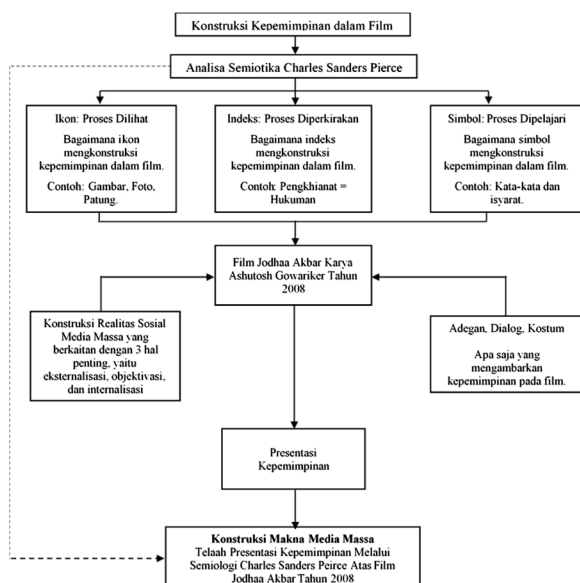 Konstruksi Kepemimpinan dalam Film
Analisa Semiotika Charles Sanders Pierce
Ikon: Proses Dilihat
Bagaimana ikon
mengkonstruksi
kepemimpinan dalam film.
Contoh: Gambar, Foto,
Patung.
Indeks: Proses Diperkirakan
Bagaimana indeks
mengkonstruksi
kepemimpinan dalam film.
Contoh: Pengkhianat =
Hukuman
Simbol: Proses Dipelajari
Bagaimana simbol
mengkonstruksi
kepemimpinan dalam film.
Contoh: Kata-kata dan
isyarat.
Film Jodhaa Akbar Karya
Ashutosh Gowariker Tahun
2008
Konstruksi Realitas Sosial
Media Massa yang
berkaitan dengan 3 hal
penting, yaitu
eksternalisasi, objektivasi,
dan internalisasi
Adegan, Dialog, Kostum
Apa saja yang
mengambarkan
kepemimpinan pada film.
Presentasi
Kepemimpinan
Konstruksi Makna Media Massa
Telaah Presentasi Kepemimpinan Melalui
Semiologi Charles Sanders Peirce Atas Film
Jodhaa Akbar Tahun 2008